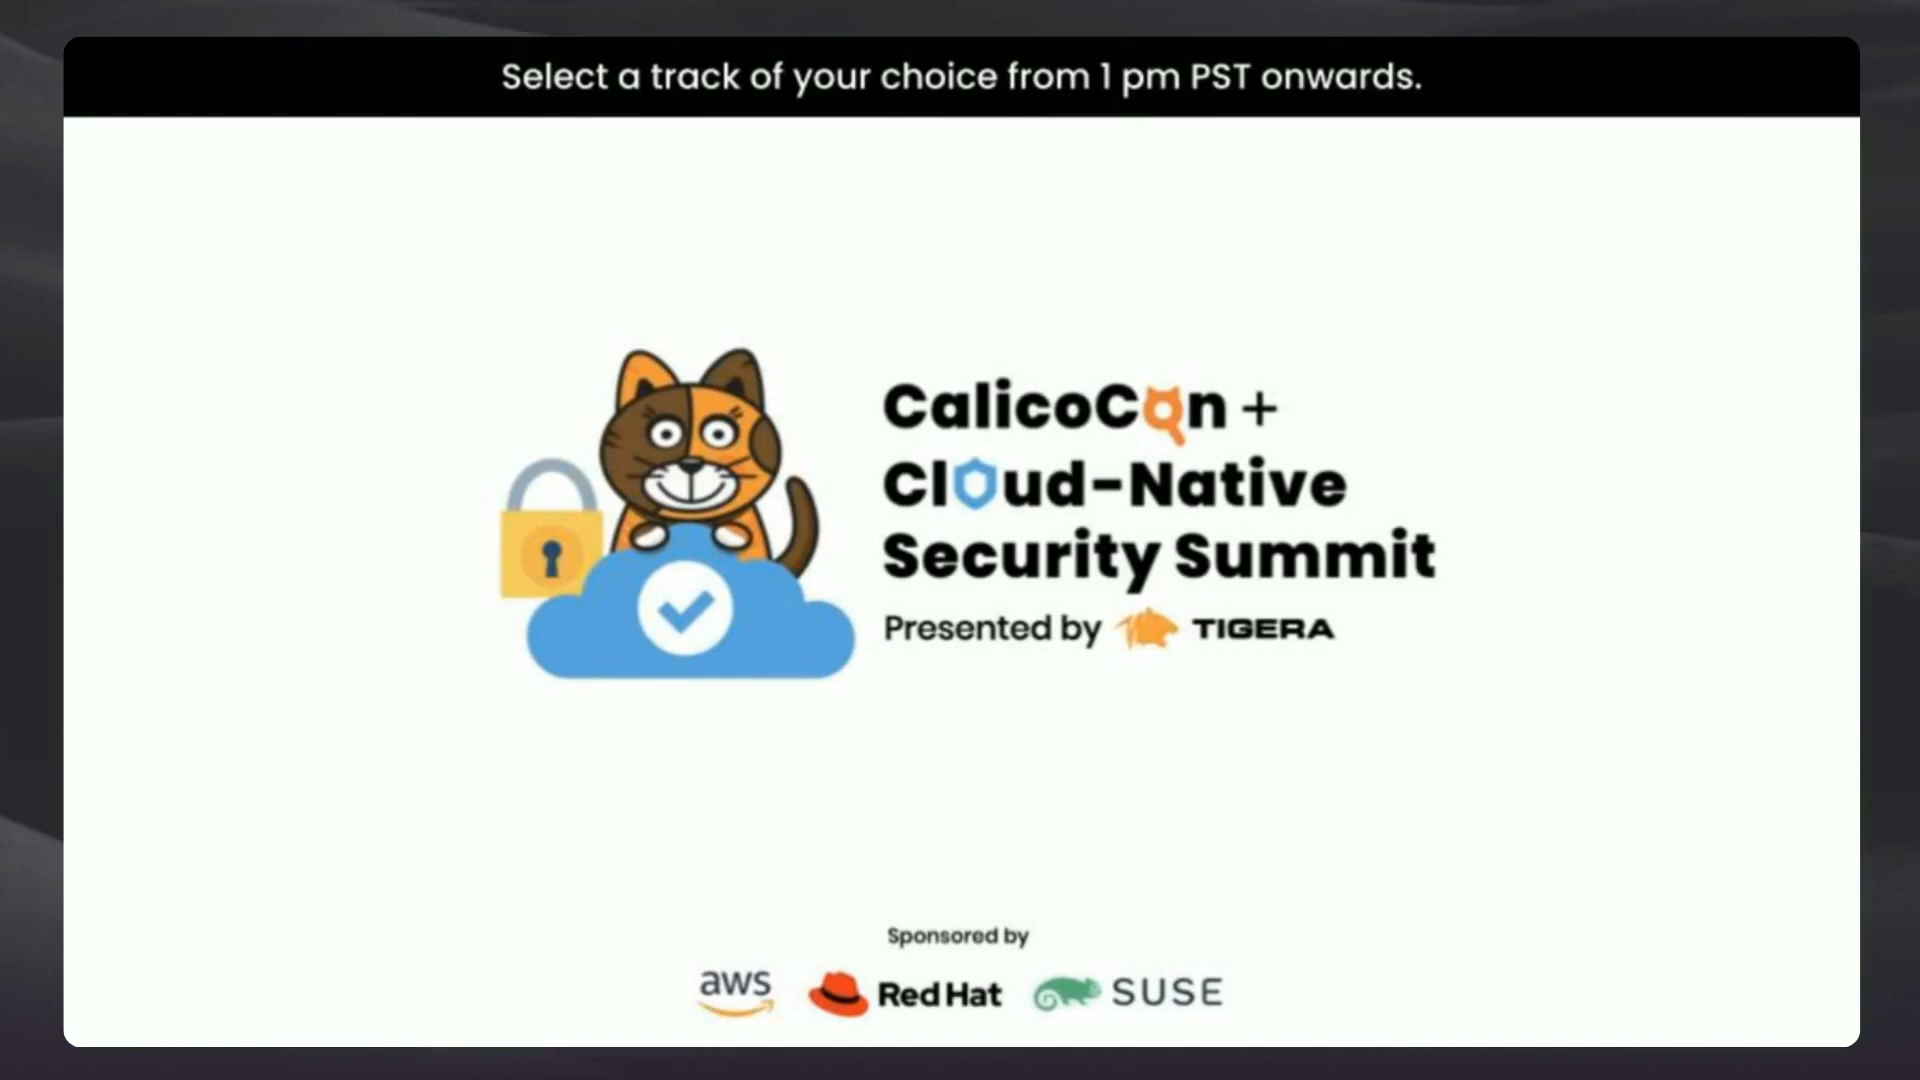 Select a track of your choice from 1 pm PST onwards.
CalicoCon +
Cloud-Native
Security Summit
Presented by TIGERA
Sponsored by
aws Red Hat SUSE